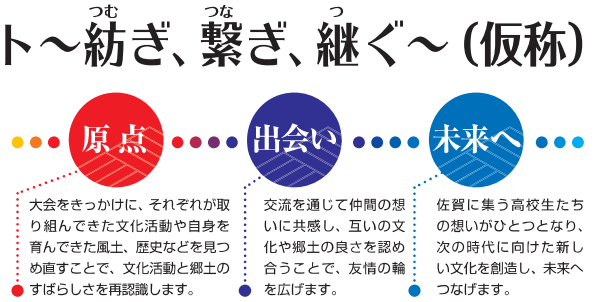 つむ つな つ
ト～紡ぎ、繋ぎ、継ぐ～（仮称）
原点 出会い 未来へ
大会をきっかけに、それぞれが取
り組んできた文化活動や自身を
育んできた風土、歴史などを見つ
め直すことで、文化活動と郷土の
すばらしさを再認識します。
交流を通じて仲間の想
いに共感し、互いの文
化や郷土の良さを認め
合うことで、友情の輪
を広げます。
佐賀に集う高校生たち
の想いがひとつとなり、
次の時代に向けた新し
い文化を創造し、未来へ
つなげます。